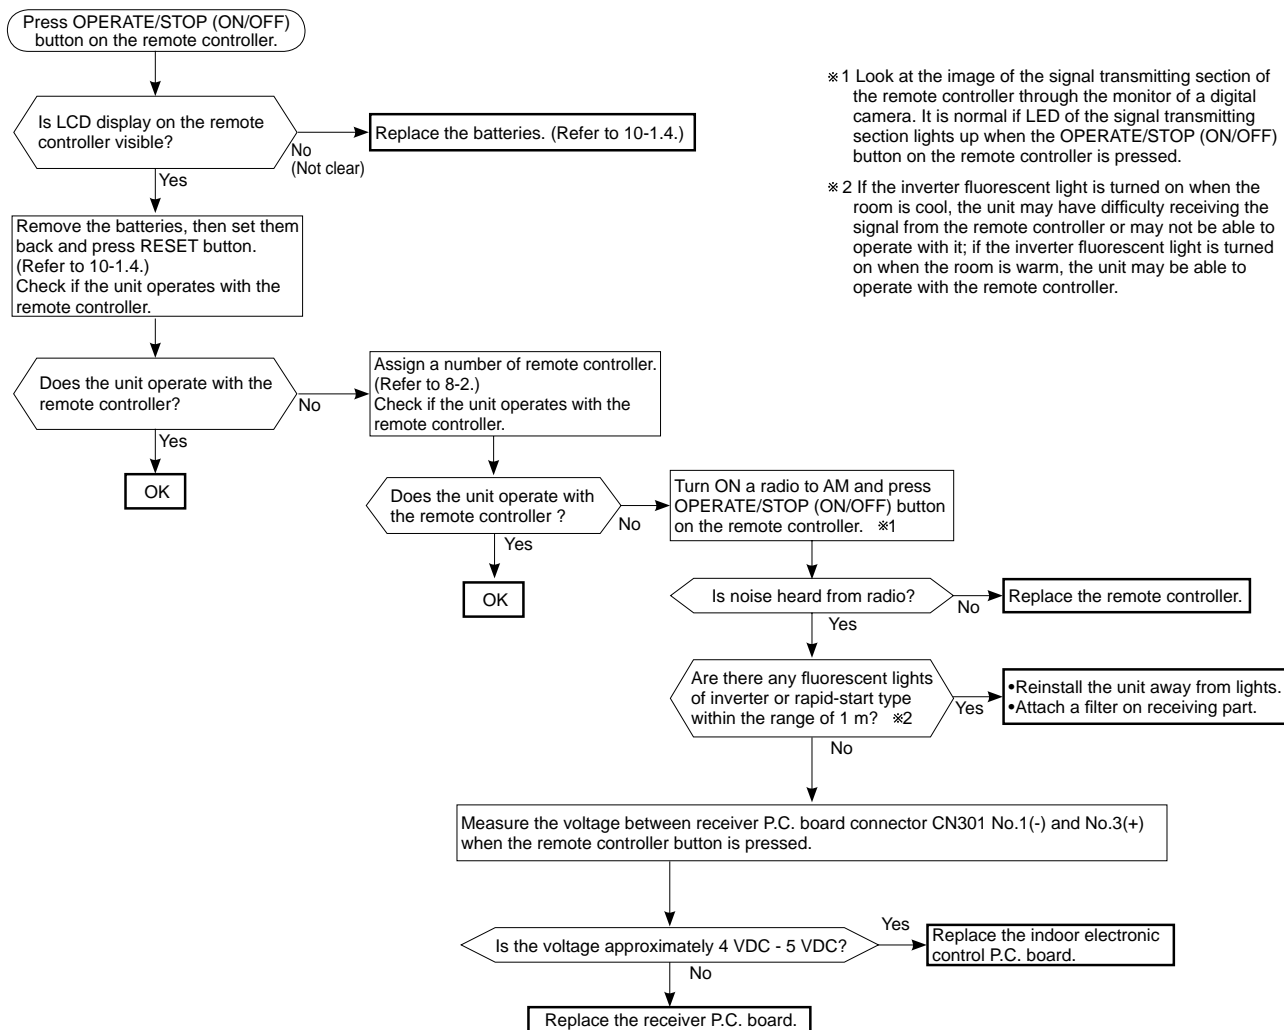 Press OPERATE/STOP (ON/OFF)
button on the remote controller.
Is LCD display on the remote
controller visible?
No
(Not clear)
Replace the batteries. (Refer to 10-1.4.)
Yes
Remove the batteries, then set them
back and press RESET button.
(Refer to 10-1.4.)
Check if the unit operates with the
remote controller.
Does the unit operate with the
remote controller?
No
Yes
OK
Assign a number of remote controller.
(Refer to 8-2.)
Check if the unit operates with the
remote controller.
Does the unit operate with
the remote controller ?
No
Yes
OK
Turn ON a radio to AM and press
OPERATE/STOP (ON/OFF) button
on the remote controller. ※1
Is noise heard from radio?
No
Replace the remote controller.
Yes
Are there any fluorescent lights
of inverter or rapid-start type
within the range of 1 m? ※2
Yes
•Reinstall the unit away from lights.
•Attach a filter on receiving part.
No
Measure the voltage between receiver P.C. board connector CN301 No.1(-) and No.3(+)
when the remote controller button is pressed.
Is the voltage approximately 4 VDC - 5 VDC?
Yes
Replace the indoor electronic
control P.C. board.
No
Replace the receiver P.C. board.
※1 Look at the image of the signal transmitting section of
the remote controller through the monitor of a digital
camera. It is normal if LED of the signal transmitting
section lights up when the OPERATE/STOP (ON/OFF)
button on the remote controller is pressed.
※2 If the inverter fluorescent light is turned on when the
room is cool, the unit may have difficulty receiving the
signal from the remote controller or may not be able to
operate with it; if the inverter fluorescent light is turned
on when the room is warm, the unit may be able to
operate with the remote controller.